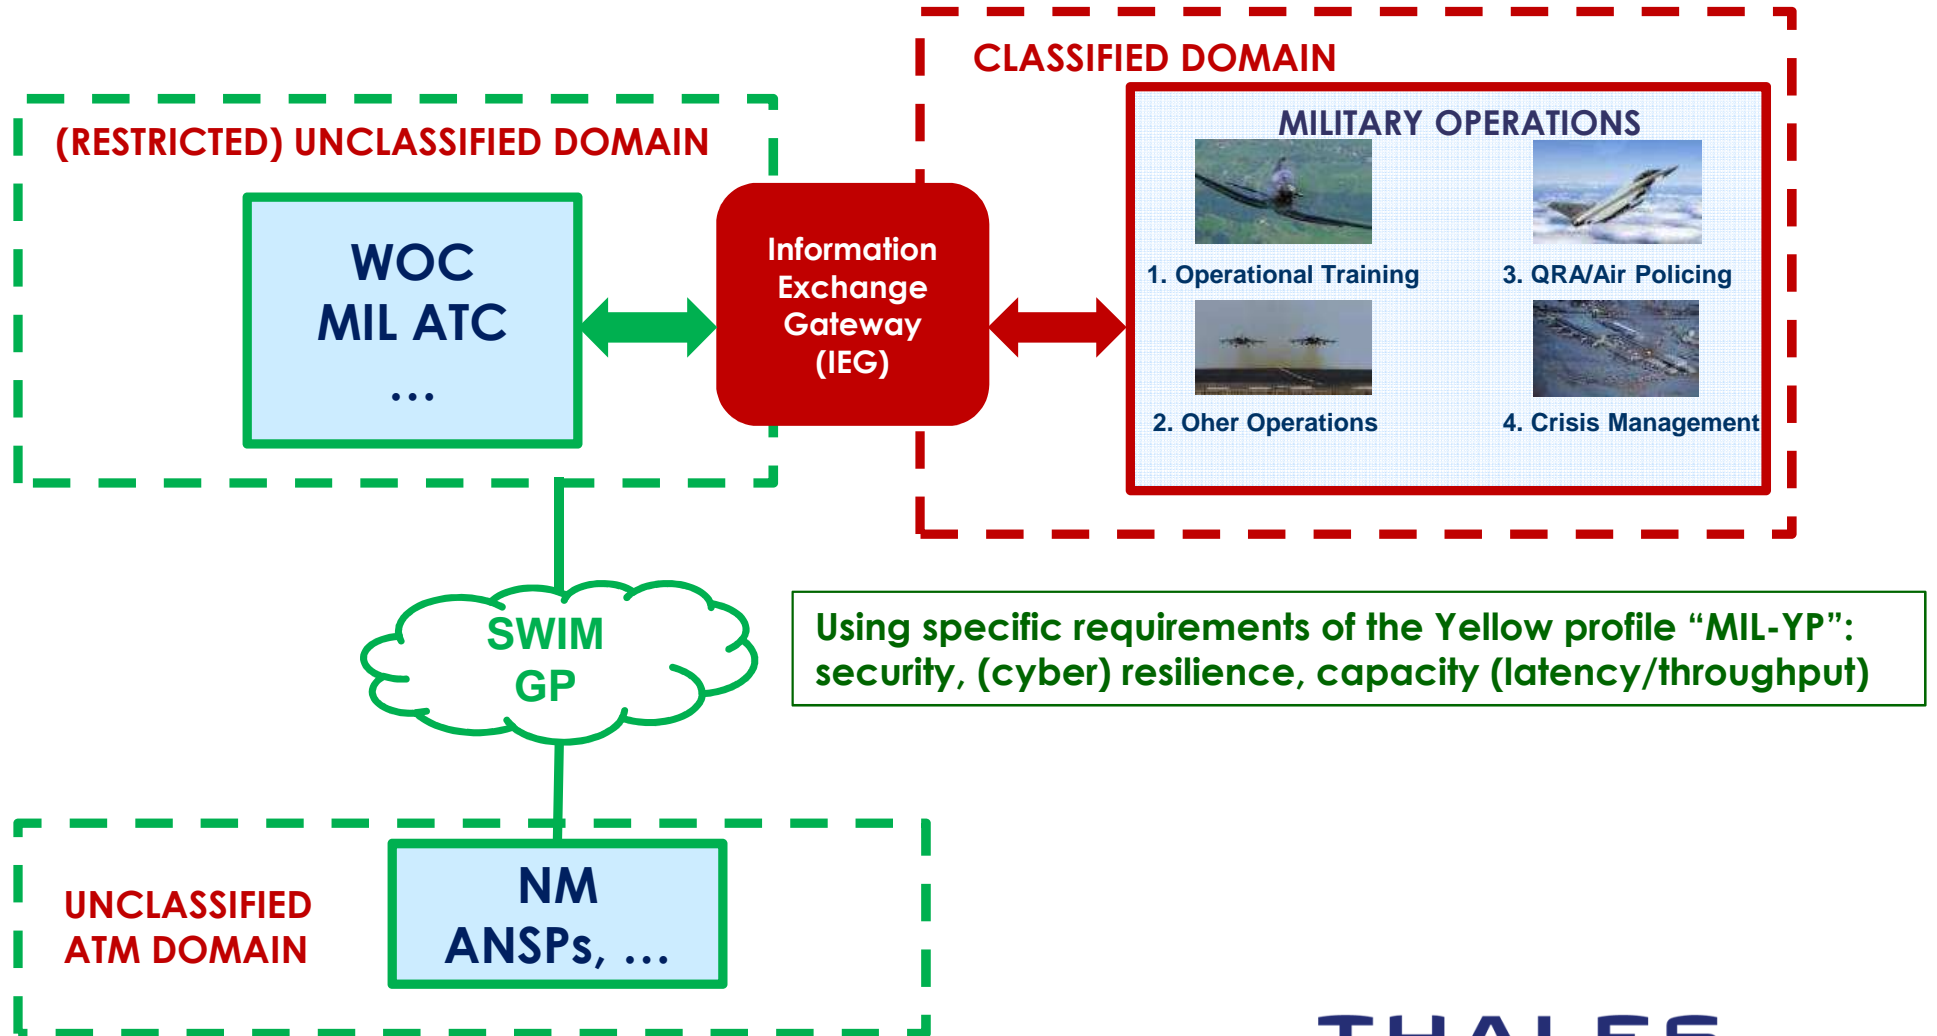 CLASSIFIED DOMAIN
(RESTRICTED) UNCLASSIFIED DOMAIN
MILITARY OPERATIONS
WOC
MIL ATC
…
Information
Exchange
Gateway
(IEG)
1. Operational Training
3. QRA/Air Policing
2. Oher Operations
4. Crisis Management
SWIM
GP
Using specific requirements of the Yellow profile “MIL-YP”:
security, (cyber) resilience, capacity (latency/throughput)
UNCLASSIFIED
ATM DOMAIN
NM
ANSPs, …
THALES